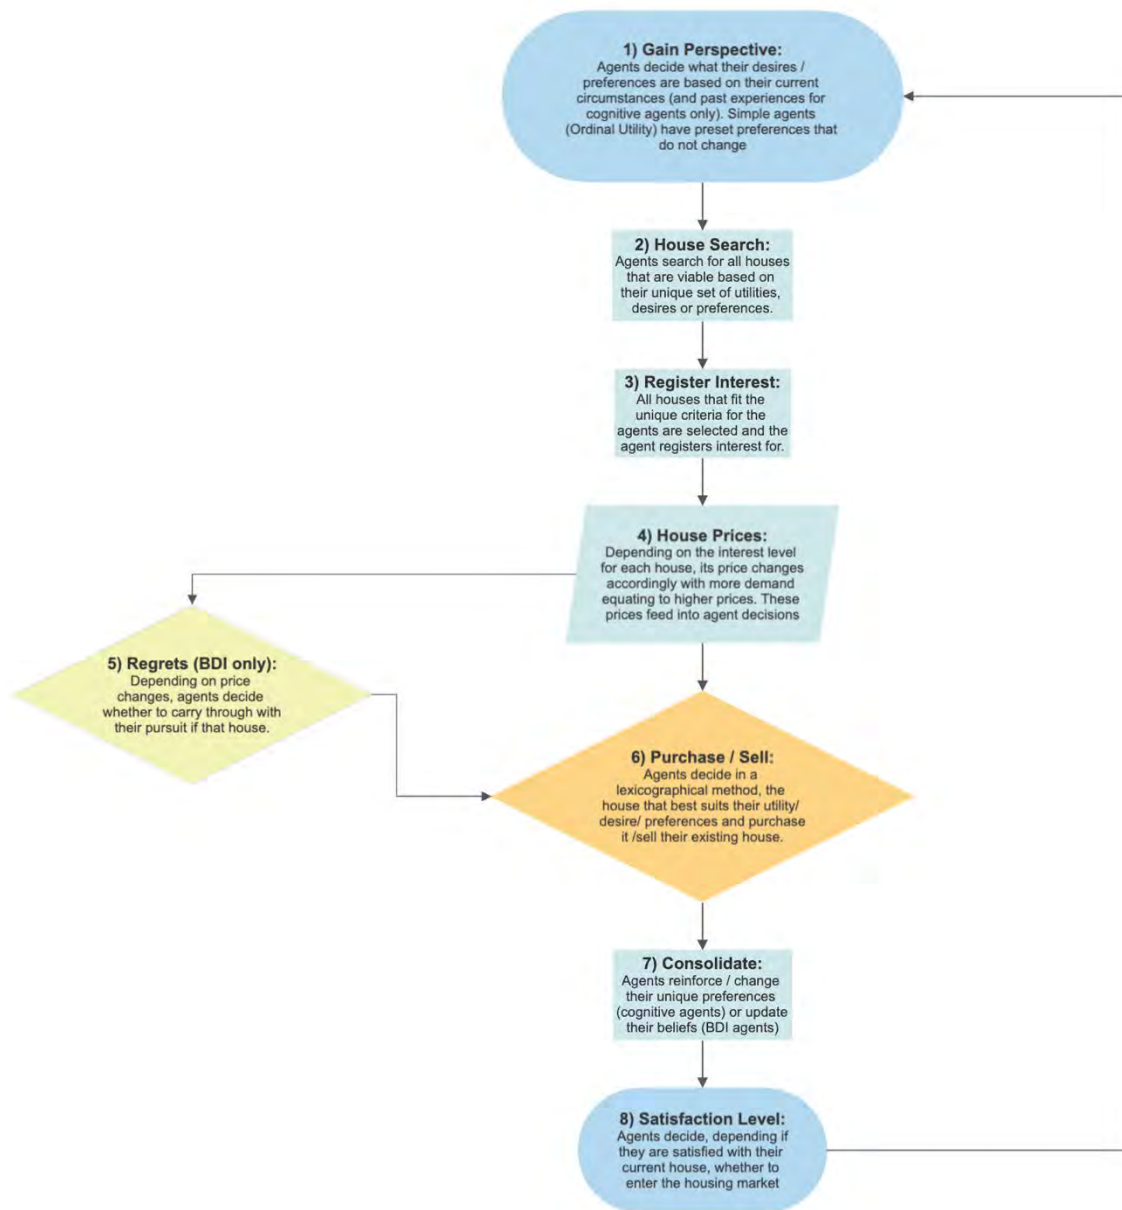 1) Gain Perspective:
Agents decide what their desires /
preferences are based on their current
circumstances (and past experiences for
cognitive agents only). Simple agents
(Ordinal Utility) have preset preferences that
do not change
2) House Search:
Agents search for all houses
that are viable based on
their unique set of utilities,
desires or preferences.
3) Register Interest:
All houses that fit the
unique criteria for the
agents are selected and the
agent registers interest for.
4) House Prices:
Depending on the interest level
for each house, its price changes
accordingly with more demand
equating to higher prices. These
prices feed into agent decisions
5) Regrets (BDI only):
Depending on price
changes, agents decide
whether to carry through with
their pursuit if that house.
6) Purchase / Sell:
Agents decide in a
lexicographical method, the
house that best suits their utility/
desire/ preferences and purchase
it /sell their existing house.
7) Consolidate:
Agents reinforce / change
their unique preferences
(cognitive agents) or update
their beliefs (BDI agents)
8) Satisfaction Level:
Agents decide, depending if
they are satisfied with their
current house, whether to
enter the housing market